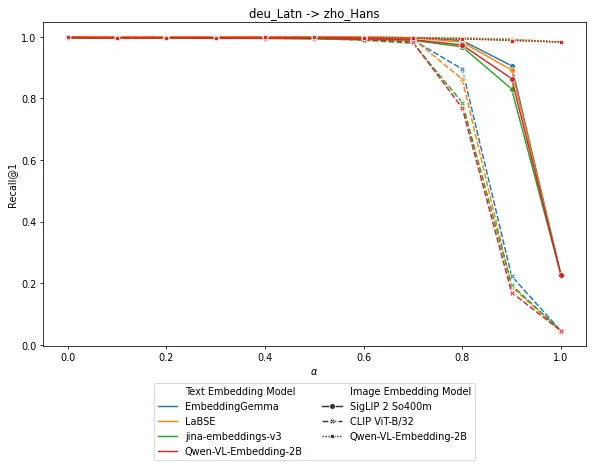 deu_Latn -> zho_Hans
1.0
0.8
0.6
0.4
0.2
0.0
Recall@1
0.0 0.2 0.4 0.6 0.8 1.0
α
Text Embedding Model
EmbeddingGemma
LaBSE
jina-embeddings-v3
Qwen-VL-Embedding-2B
Image Embedding Model
SigLIP 2 So400m
CLIP ViT-B/32
Qwen-VL-Embedding-2B